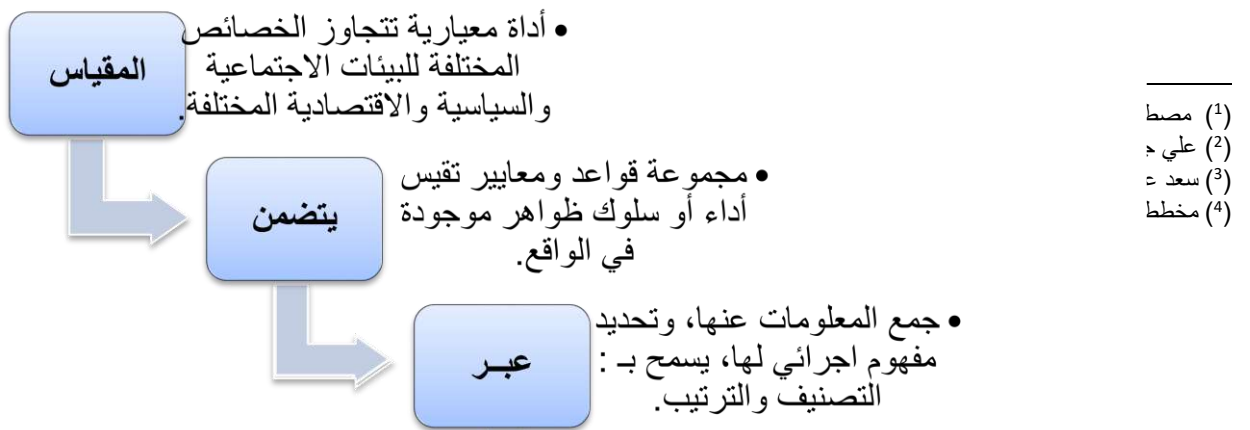 المقياس
• أداة معيارية تتجاوز الخصائص
المختلفة للبيئات الاجتماعية
والسياسية والاقتصادية المختلفة.
يتضمن
• مجموعة قواعد ومعايير تقيس
أداء أو سلوك ظواهر موجودة
في الواقع.
عبــر
• جمع المعلومات عنها، وتحديد
مفهوم اجرائي لها، يسمح بـ :
التصنيف والترتيب.
(1)
(2) علي
(3) سعد
(4) مخطط